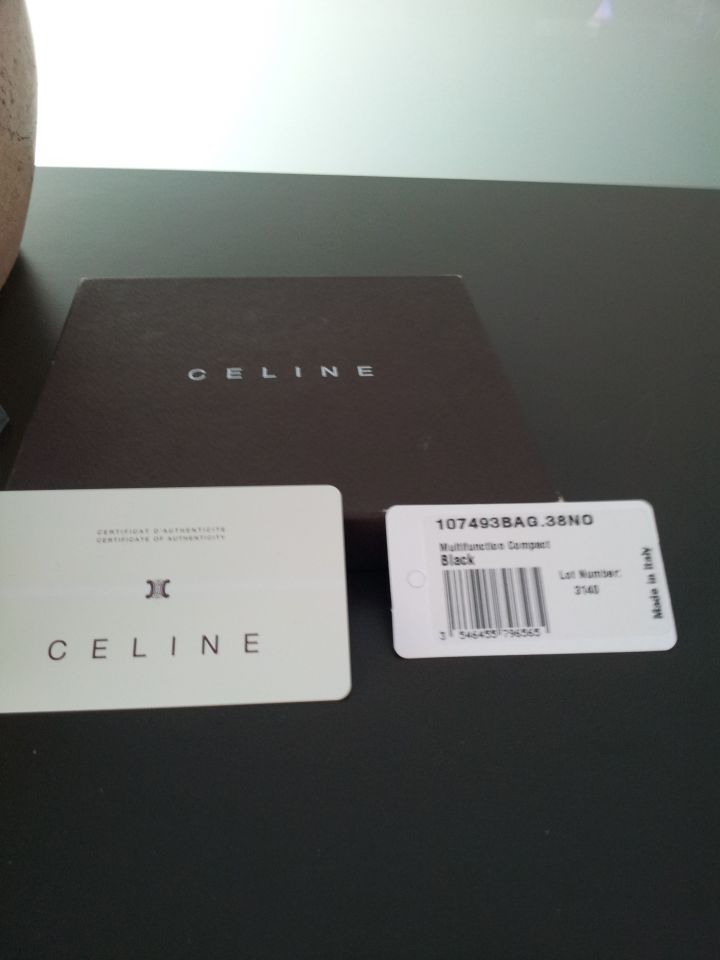 CELINE
CERTIFICAT D'AUTHENTICITE
CERTIFICATE OF AUTHENTICITY
CELINE
107493BAG.38NO
Multifunction Compact
Black
Lot Number:
3140
3 546455 796565
Made in Italy